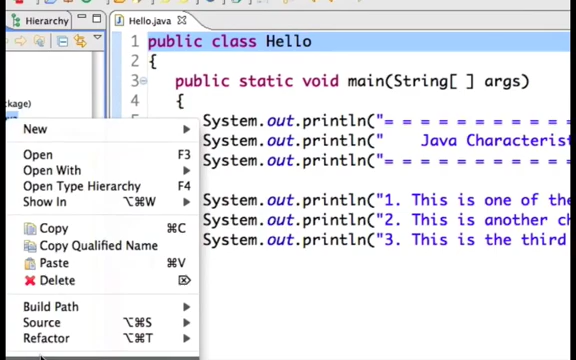 Hierarchy
Hello.java
ckage)
1 public class Hello
2 {
3 public static void main(String[ ] args)
4 {
System.out.println("= = = = = = = = = =
System.out.println(" Java Characterist
System.out.println("= = = = = = = = = =
System.out.println("1. This is one of the
System.out.println("2. This is another ch
System.out.println("3. This is the third
New
Open F3
Open With
Open Type Hierarchy F4
Show In ⌥⌘W
Copy ⌘C
Copy Qualified Name
Paste ⌘V
Delete ⌦
Build Path
Source ⌥⌘S
Refactor ⌥⌘T